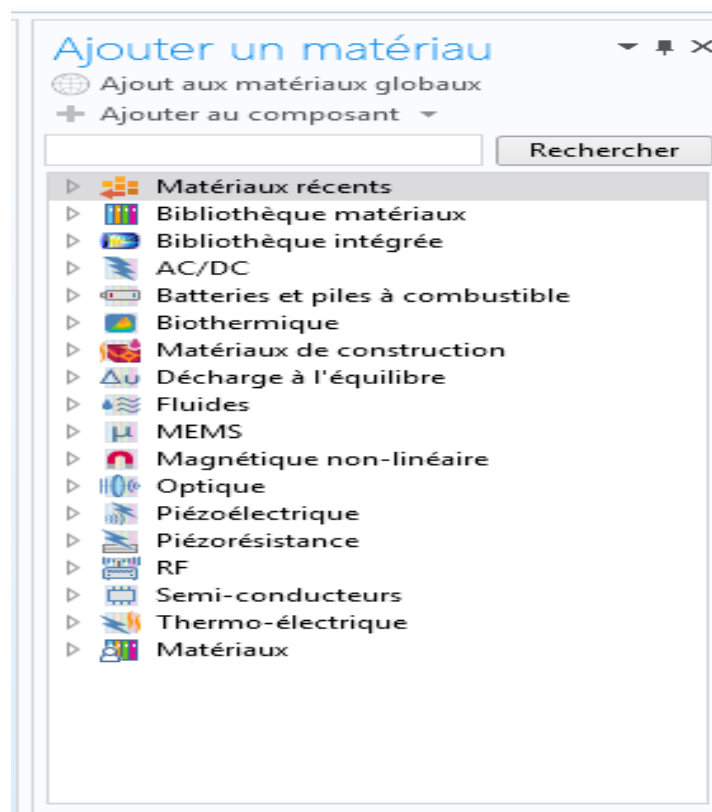 Ajouter un matériau
Ajout aux matériaux globaux
Ajouter au composant
Rechercher
Matériaux récents
Bibliothèque matériaux
Bibliothèque intégrée
AC/DC
Batteries et piles à combustible
Biothermique
Matériaux de construction
Décharge à l'équilibre
Fluides
MEMS
Magnétique non-linéaire
Optique
Piézoélectrique
Piézorésistance
RF
Semi-conducteurs
Thermo-électrique
Matériaux